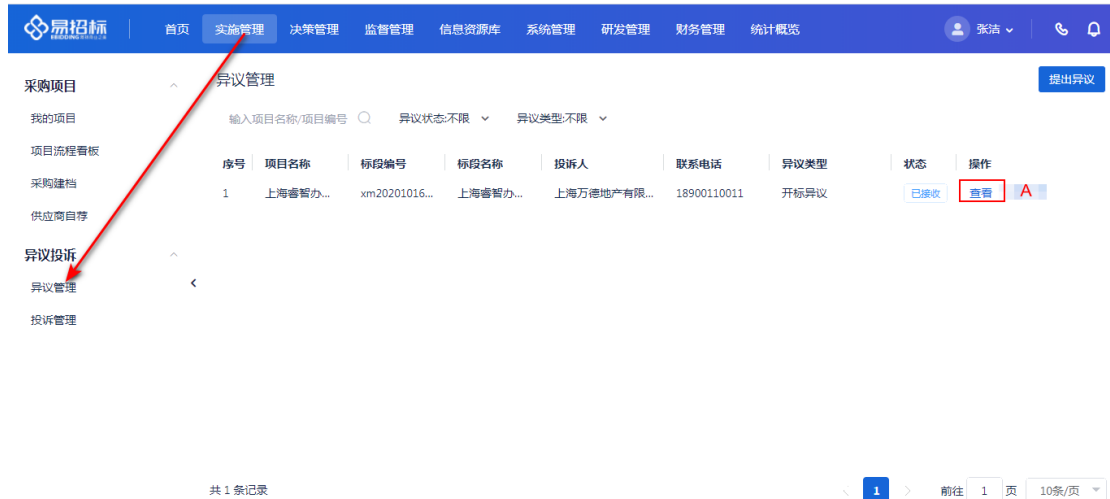 易招标 首页 实施管理 决策管理 监督管理 信息资源库 系统管理 研发管理 财务管理 统计概览 张洁
EBIDDING
采购项目
我的项目
项目流程看板
采购建档
供应商自荐
异议投诉
异议管理
投诉管理
异议管理 提出异议
输入项目名称/项目编号 异议状态:不限 异议类型:不限
序号 项目名称 标段编号 标段名称 投诉人 联系电话 异议类型 状态 操作
1 上海睿智办... xm20201016... 上海睿智办... 上海万德地产有限... 18900110011 开标异议 已接收 查看 A
共 1 条记录 1 前往 1 页 10条/页